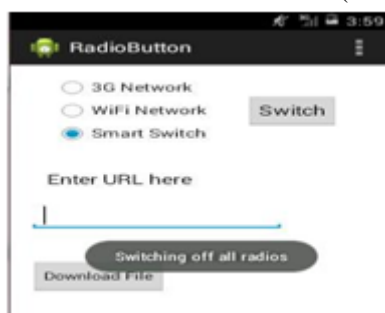 3:59
RadioButton
3G Network
WiFi Network
Switch
Smart Switch
Enter URL here
Switching off all radios
Download File